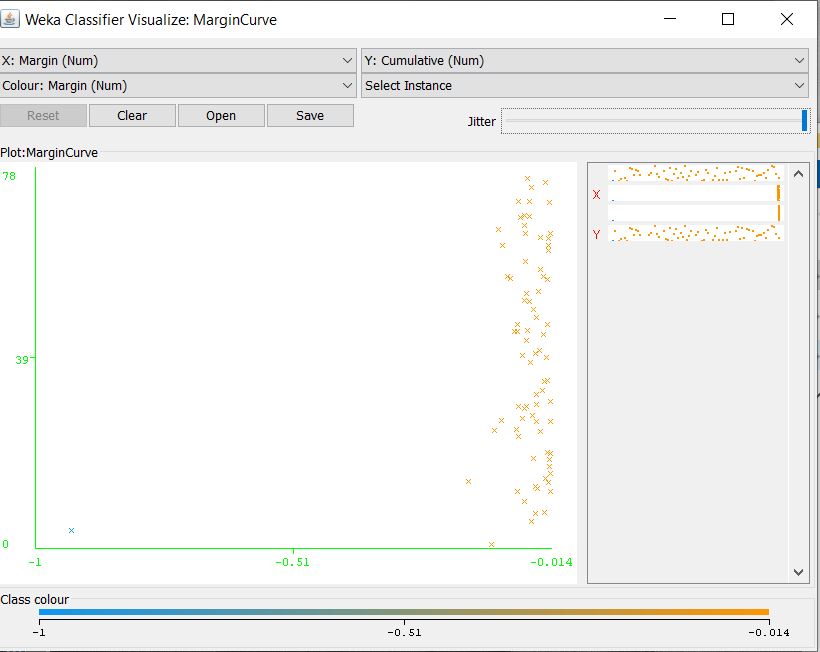 Weka Classifier Visualize: MarginCurve
X: Margin (Num)
Y: Cumulative (Num)
Colour: Margin (Num)
Select Instance
Reset
Clear
Open
Save
Jitter
Plot:MarginCurve
78
39
0
-1
-0.51
-0.014
X
Y
Class colour
-1
-0.51
-0.014